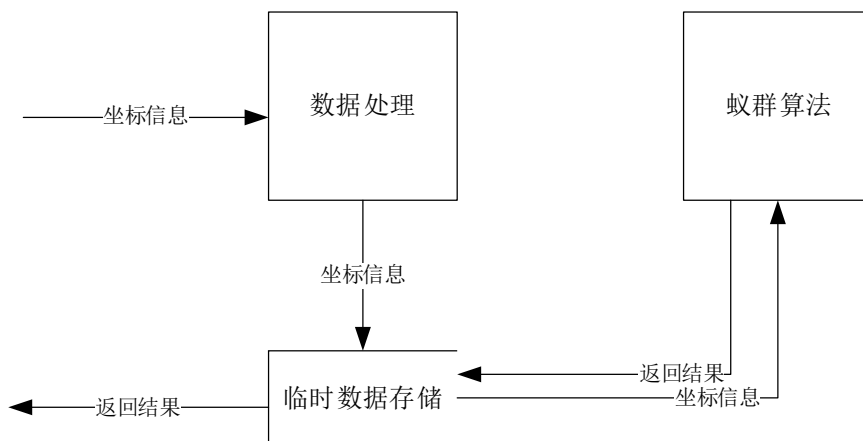 数据处理
蚁群算法
坐标信息
坐标信息
返回结果
坐标信息
临时数据存储
返回结果